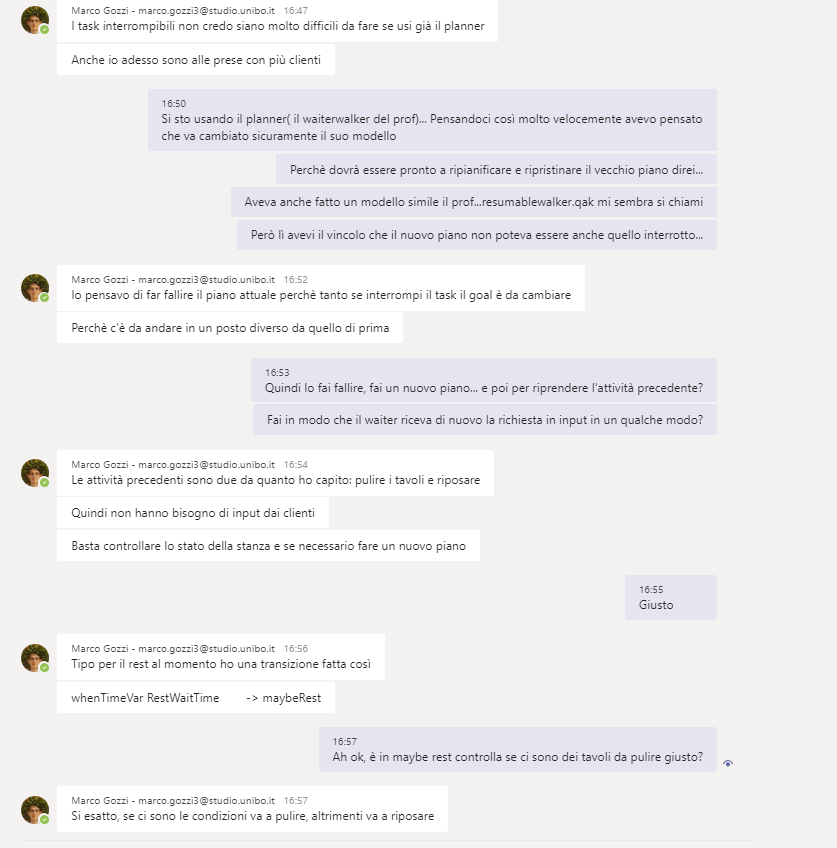 Marco Gozzi - marco.gozzi3@studio.unibo.it 16:47
I task interrompibili non credo siano molto difficili da fare se usi già il planner
Anche io adesso sono alle prese con più clienti
16:50
Si sto usando il planner( il waiterwalker del prof)... Pensandoci così molto velocemente avevo pensato
che va cambiato sicuramente il suo modello
Perchè dovrà essere pronto a ripianificare e ripristinare il vecchio piano direi...
Aveva anche fatto un modello simile il prof...resumablewalker.qak mi sembra si chiami
Però lì avevi il vincolo che il nuovo piano non poteva essere anche quello interrotto...
Marco Gozzi - marco.gozzi3@studio.unibo.it 16:52
Io pensavo di far fallire il piano attuale perchè tanto se interrompi il task il goal è da cambiare
Perchè c'è da andare in un posto diverso da quello di prima
16:53
Quindi lo fai fallire, fai un nuovo piano... e poi per riprendere l'attività precedente?
Fai in modo che il waiter riceva di nuovo la richiesta in input in un qualche modo?
Marco Gozzi - marco.gozzi3@studio.unibo.it 16:54
Le attività precedenti sono due da quanto ho capito: pulire i tavoli e riposare
Quindi non hanno bisogno di input dai clienti
Basta controllare lo stato della stanza e se necessario fare un nuovo piano
16:55
Giusto
Marco Gozzi - marco.gozzi3@studio.unibo.it 16:56
Tipo per il rest al momento ho una transizione fatta così
whenTimeVar RestWaitTime -> maybeRest
16:57
Ah ok, è in maybe rest controlla se ci sono dei tavoli da pulire giusto?
Marco Gozzi - marco.gozzi3@studio.unibo.it 16:57
Si esatto, se ci sono le condizioni va a pulire, altrimenti va a riposare